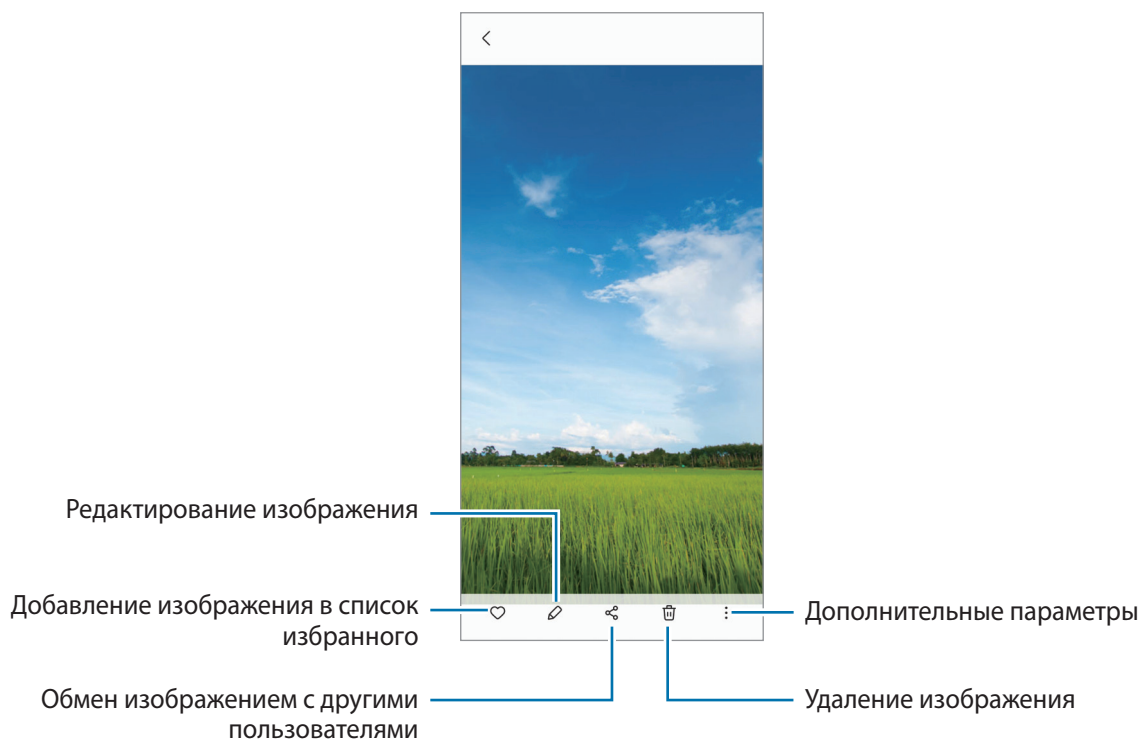 Редактирование изображения
Добавление изображения в список
избранного
Дополнительные параметры
Обмен изображением с другими
пользователями
Удаление изображения